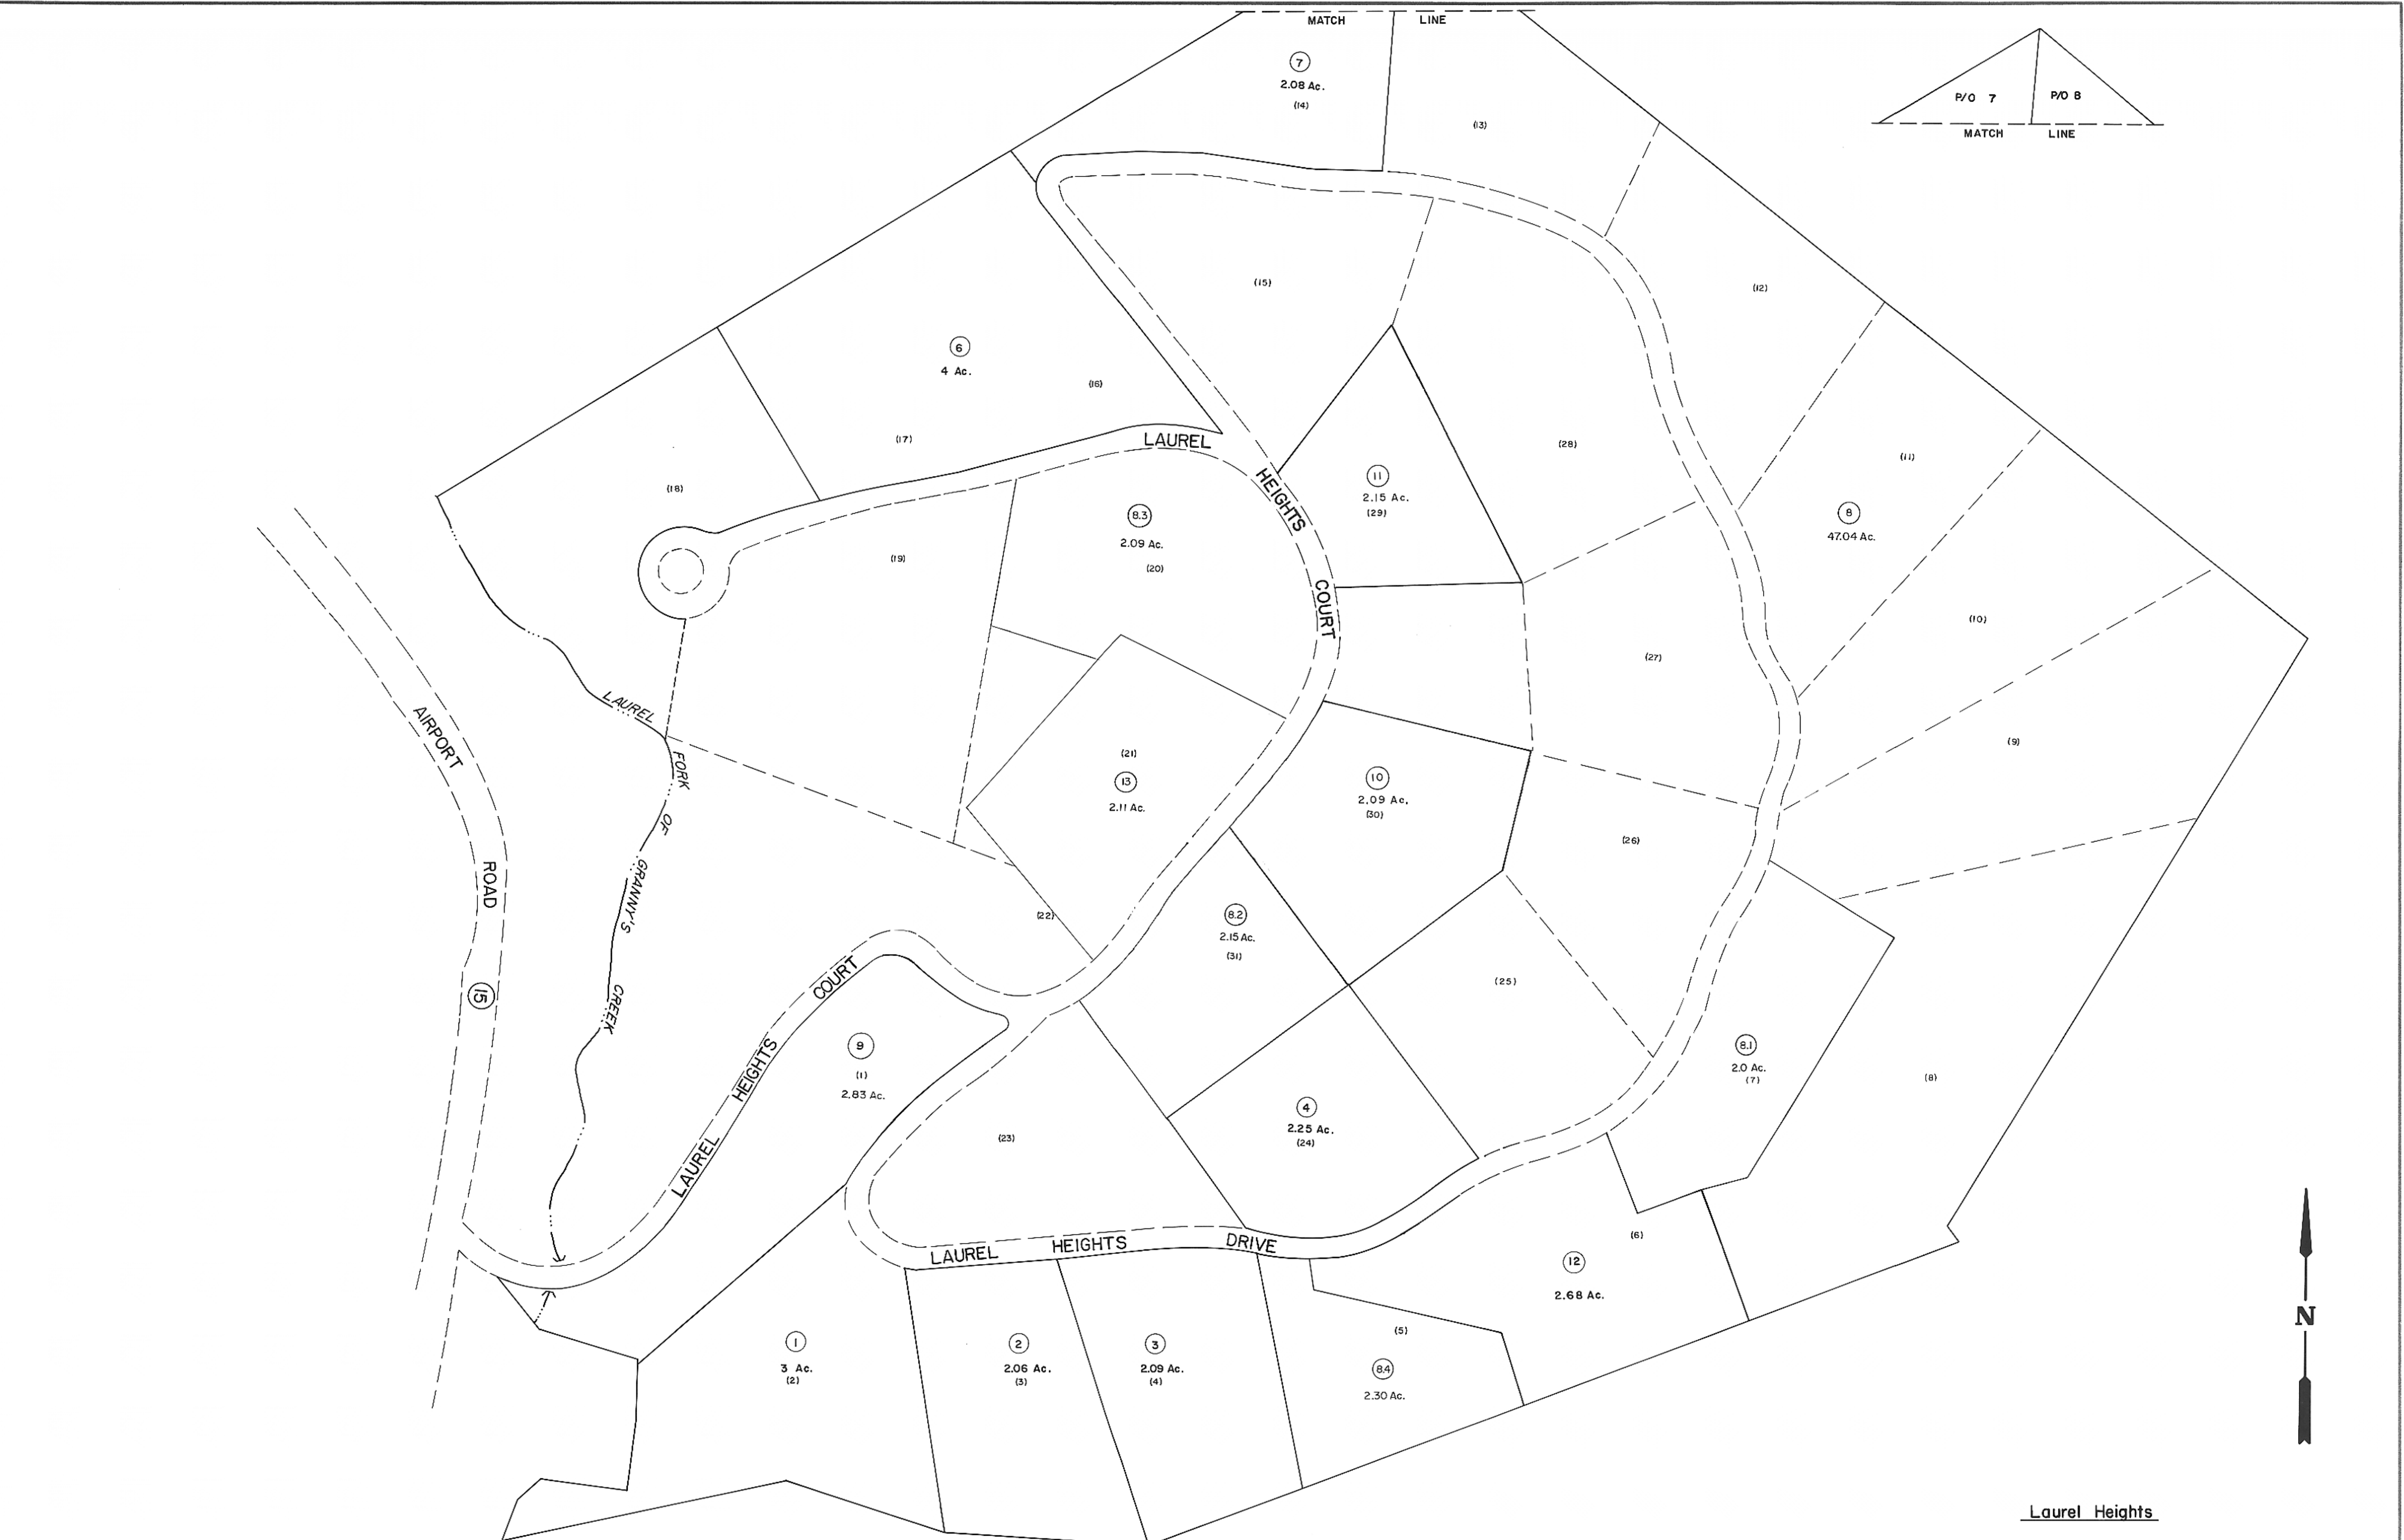 MATCH LINE
7
2.08 Ac.
(14)
(13)
P/O 7 P/O 8
MATCH LINE
(15)
(12)
6
4 Ac.
(16)
(17)
(18)
LAUREL HEIGHTS COURT
11
2.15 Ac.
(29)
(28)
(11)
8
47.04 Ac.
8.3
2.09 Ac.
(20)
(19)
(10)
(27)
(9)
LAUREL FORK OF GRANNY'S CREEK
AIRPORT ROAD
15
(21)
13
2.11 Ac.
10
2.09 Ac.
(30)
(26)
(22)
8.2
2.15 Ac.
(31)
(25)
LAUREL HEIGHTS COURT
9
(1)
2.83 Ac.
8.1
2.0 Ac.
(7)
(8)
(23)
4
2.25 Ac.
(24)
LAUREL HEIGHTS DRIVE
(6)
12
2.68 Ac.
1
3 Ac.
(2)
2
2.06 Ac.
(3)
3
2.09 Ac.
(4)
(5)
8.4
2.30 Ac.
N
Laurel Heights